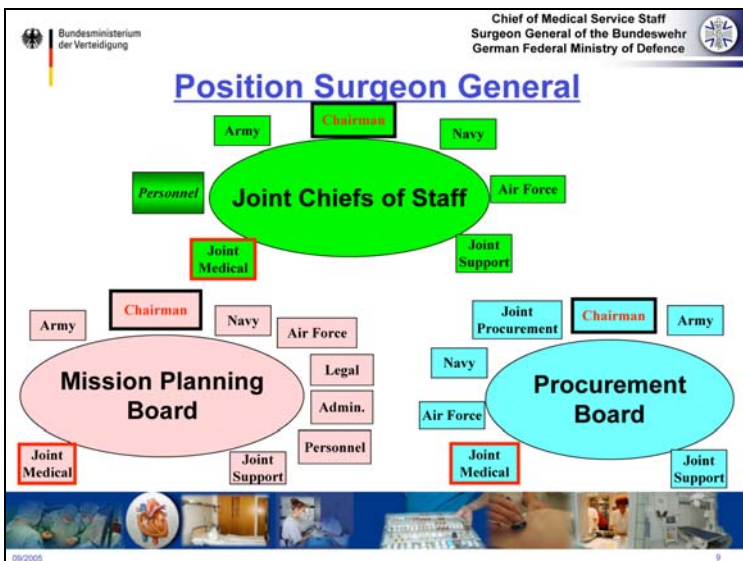 Bundesministerium
der Verteidigung
Chief of Medical Service Staff
Surgeon General of the Bundeswehr
German Federal Ministry of Defence
Position Surgeon General
Army
Chairman
Navy
Personnel
Joint Chiefs of Staff
Air Force
Joint
Medical
Joint
Support
Army
Chairman
Navy
Air Force
Legal
Admin.
Personnel
Mission Planning
Board
Joint
Medical
Joint
Support
Joint
Procurement
Chairman
Army
Navy
Air Force
Procurement
Board
Joint
Medical
Joint
Support
09/2005
9